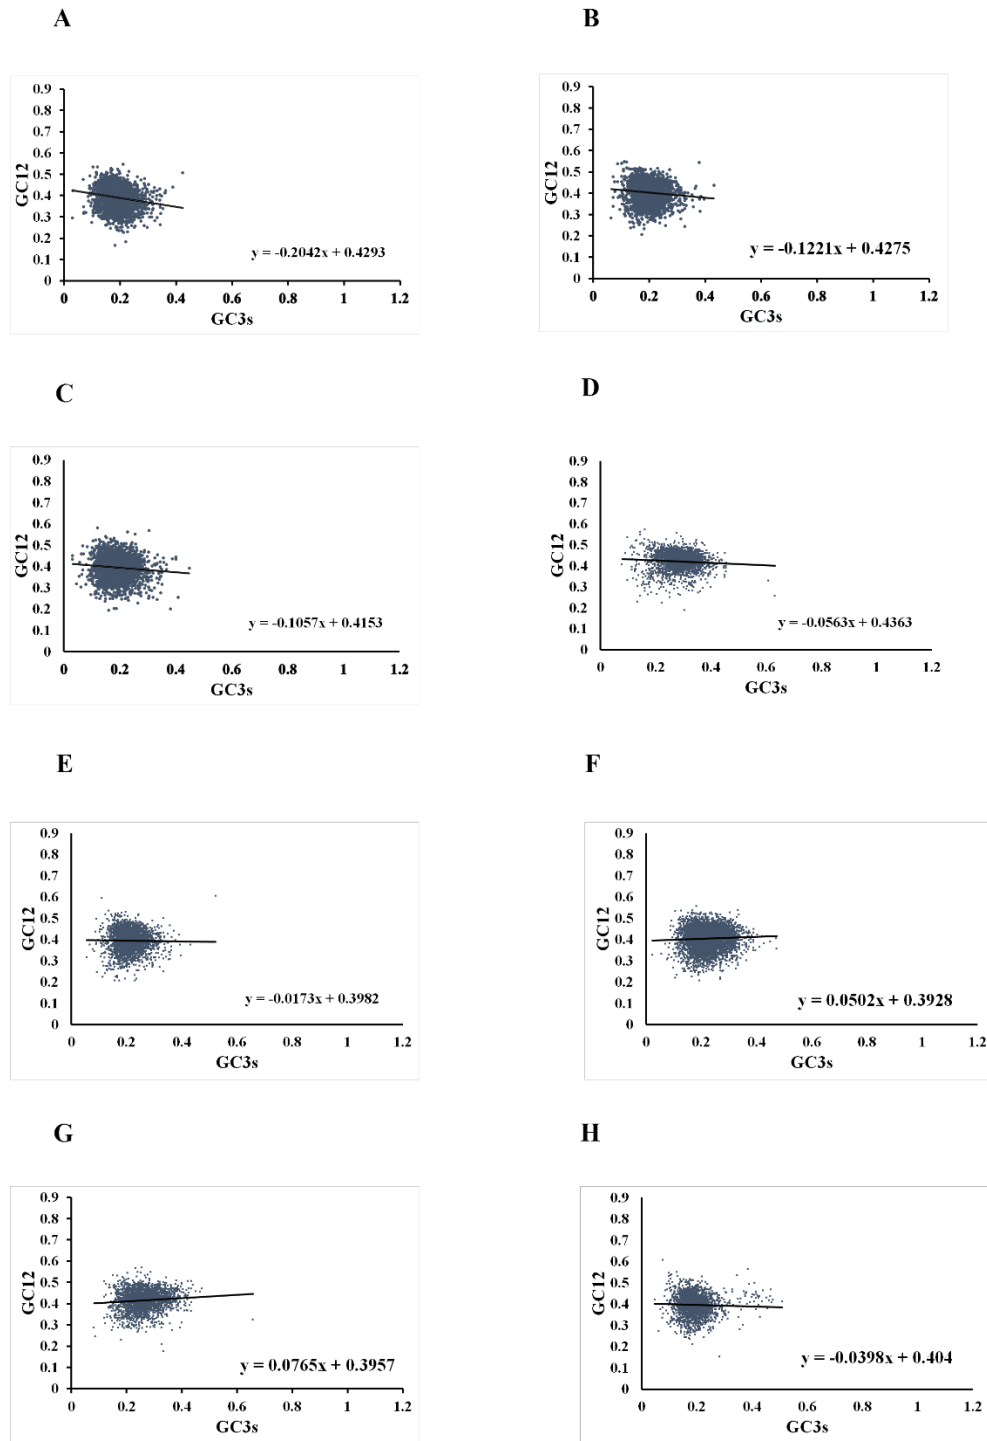 A
B
0.9
0.8
0.7
0.6
0.5
0.4
0.3
0.2
0.1
0
GC12
y = -0.2042x + 0.4293
0 0.2 0.4 0.6 0.8 1 1.2
GC3s
0.9
0.8
0.7
0.6
0.5
0.4
0.3
0.2
0.1
0
GC12
y = -0.1221x + 0.4275
0 0.2 0.4 0.6 0.8 1 1.2
GC3s
C
D
0.9
0.8
0.7
0.6
0.5
0.4
0.3
0.2
0.1
0
GC12
y = -0.1057x + 0.4153
0 0.2 0.4 0.6 0.8 1 1.2
GC3s
0.9
0.8
0.7
0.6
0.5
0.4
0.3
0.2
0.1
0
GC12
y = -0.0563x + 0.4363
0 0.2 0.4 0.6 0.8 1 1.2
GC3s
E
F
0.9
0.8
0.7
0.6
0.5
0.4
0.3
0.2
0.1
0
GC12
y = -0.0173x + 0.3982
0 0.2 0.4 0.6 0.8 1 1.2
GC3s
0.9
0.8
0.7
0.6
0.5
0.4
0.3
0.2
0.1
0
GC12
y = 0.0502x + 0.3928
0 0.2 0.4 0.6 0.8 1 1.2
GC3s
G
H
0.9
0.8
0.7
0.6
0.5
0.4
0.3
0.2
0.1
0
GC12
y = 0.0765x + 0.3957
0 0.2 0.4 0.6 0.8 1 1.2
GC3s
0.9
0.8
0.7
0.6
0.5
0.4
0.3
0.2
0.1
0
GC12
y = -0.0398x + 0.404
0 0.2 0.4 0.6 0.8 1 1.2
GC3s